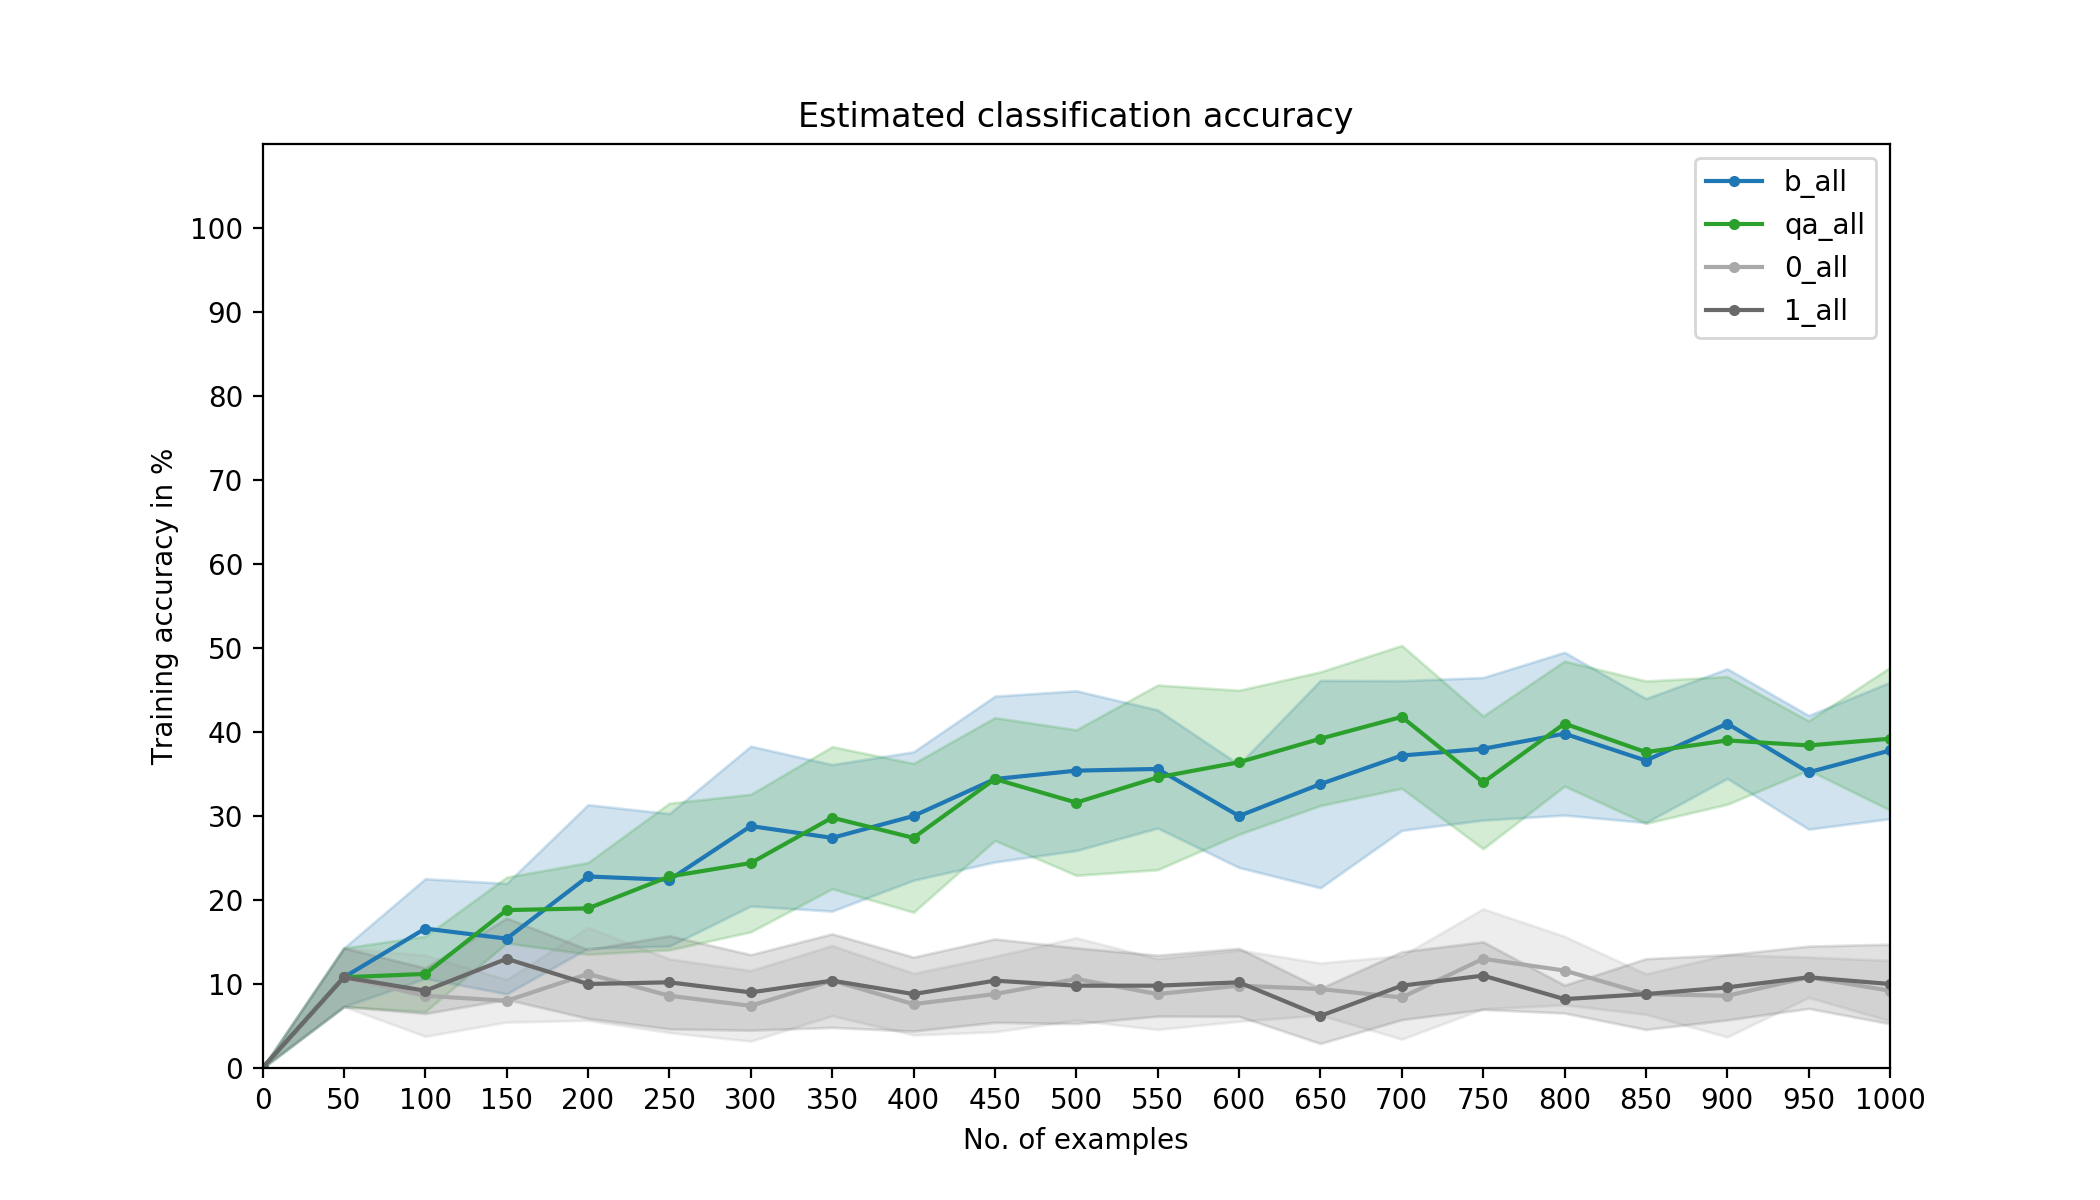 Estimated classification accuracy
b_all
qa_all
0_all
1_all
Training accuracy in %
100
90
80
70
60
50
40
30
20
10
0
0 50 100 150 200 250 300 350 400 450 500 550 600 650 700 750 800 850 900 950 1000
No. of examples